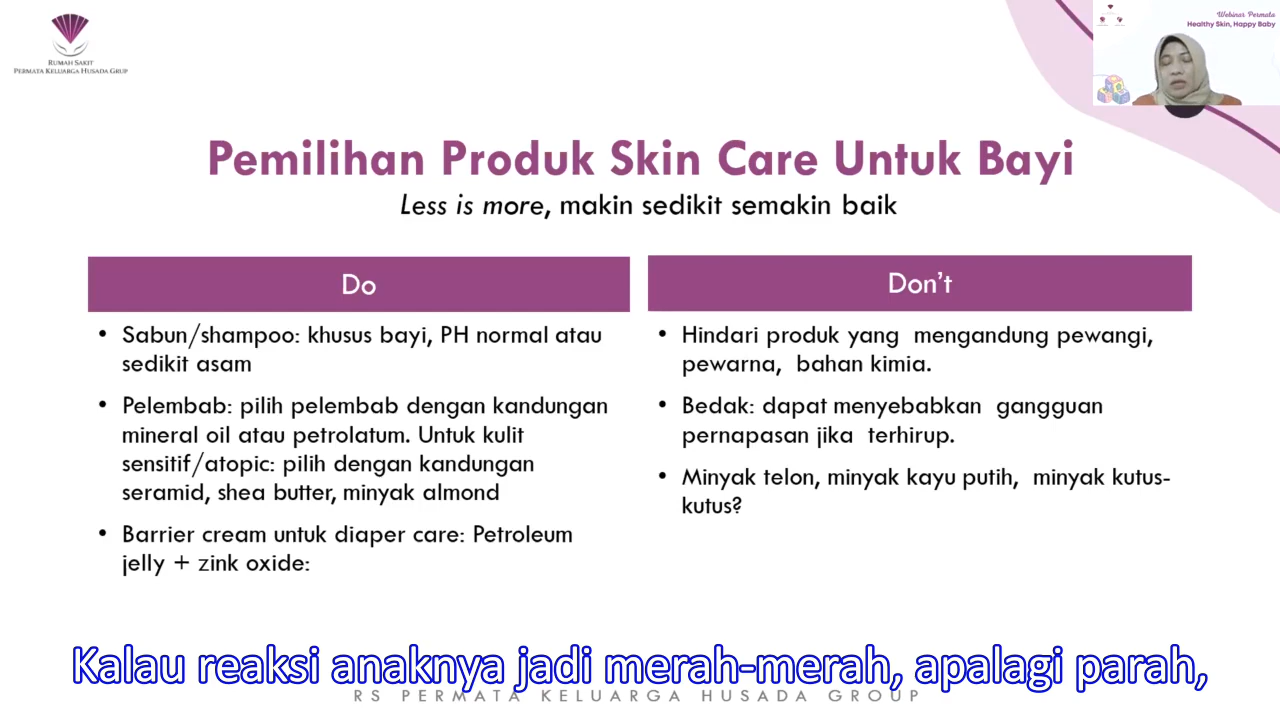 RUMAH SAKIT
PERMATA KELUARGA HUSADA GRUP
Webinar Permata
Healthy Skin, Happy Baby
Pemilihan Produk Skin Care Untuk Bayi
Less is more, makin sedikit semakin baik
Do
• Sabun/shampoo: khusus bayi, PH normal atau
sedikit asam
• Pelembab: pilih pelembab dengan kandungan
mineral oil atau petrolatum. Untuk kulit
sensitif/atopic: pilih dengan kandungan
seramid, shea butter, minyak almond
• Barrier cream untuk diaper care: Petroleum
jelly + zink oxide:
Don't
• Hindari produk yang mengandung pewangi,
pewarna, bahan kimia.
• Bedak: dapat menyebabkan gangguan
pernapasan jika terhirup.
• Minyak telon, minyak kayu putih, minyak kutus-
kutus?
Kalau reaksi anaknya jadi merah-merah, apalagi parah,
RS PERMATA KELUARGA HUSADA GROUP